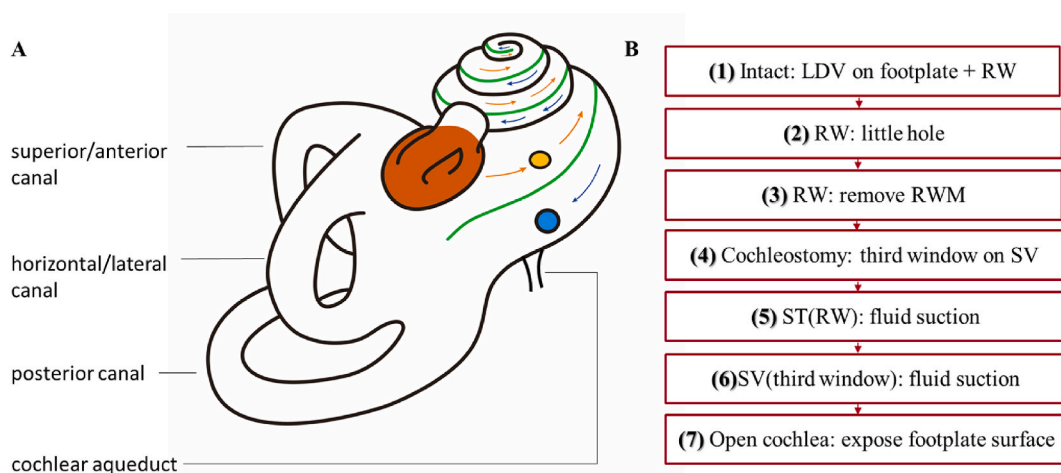 A
superior/anterior
canal
horizontal/lateral
canal
posterior canal
cochlear aqueduct
B
(1) Intact: LDV on footplate + RW
(2) RW: little hole
(3) RW: remove RWM
(4) Cochleostomy: third window on SV
(5) ST(RW): fluid suction
(6)SV(third window): fluid suction
(7) Open cochlea: expose footplate surface